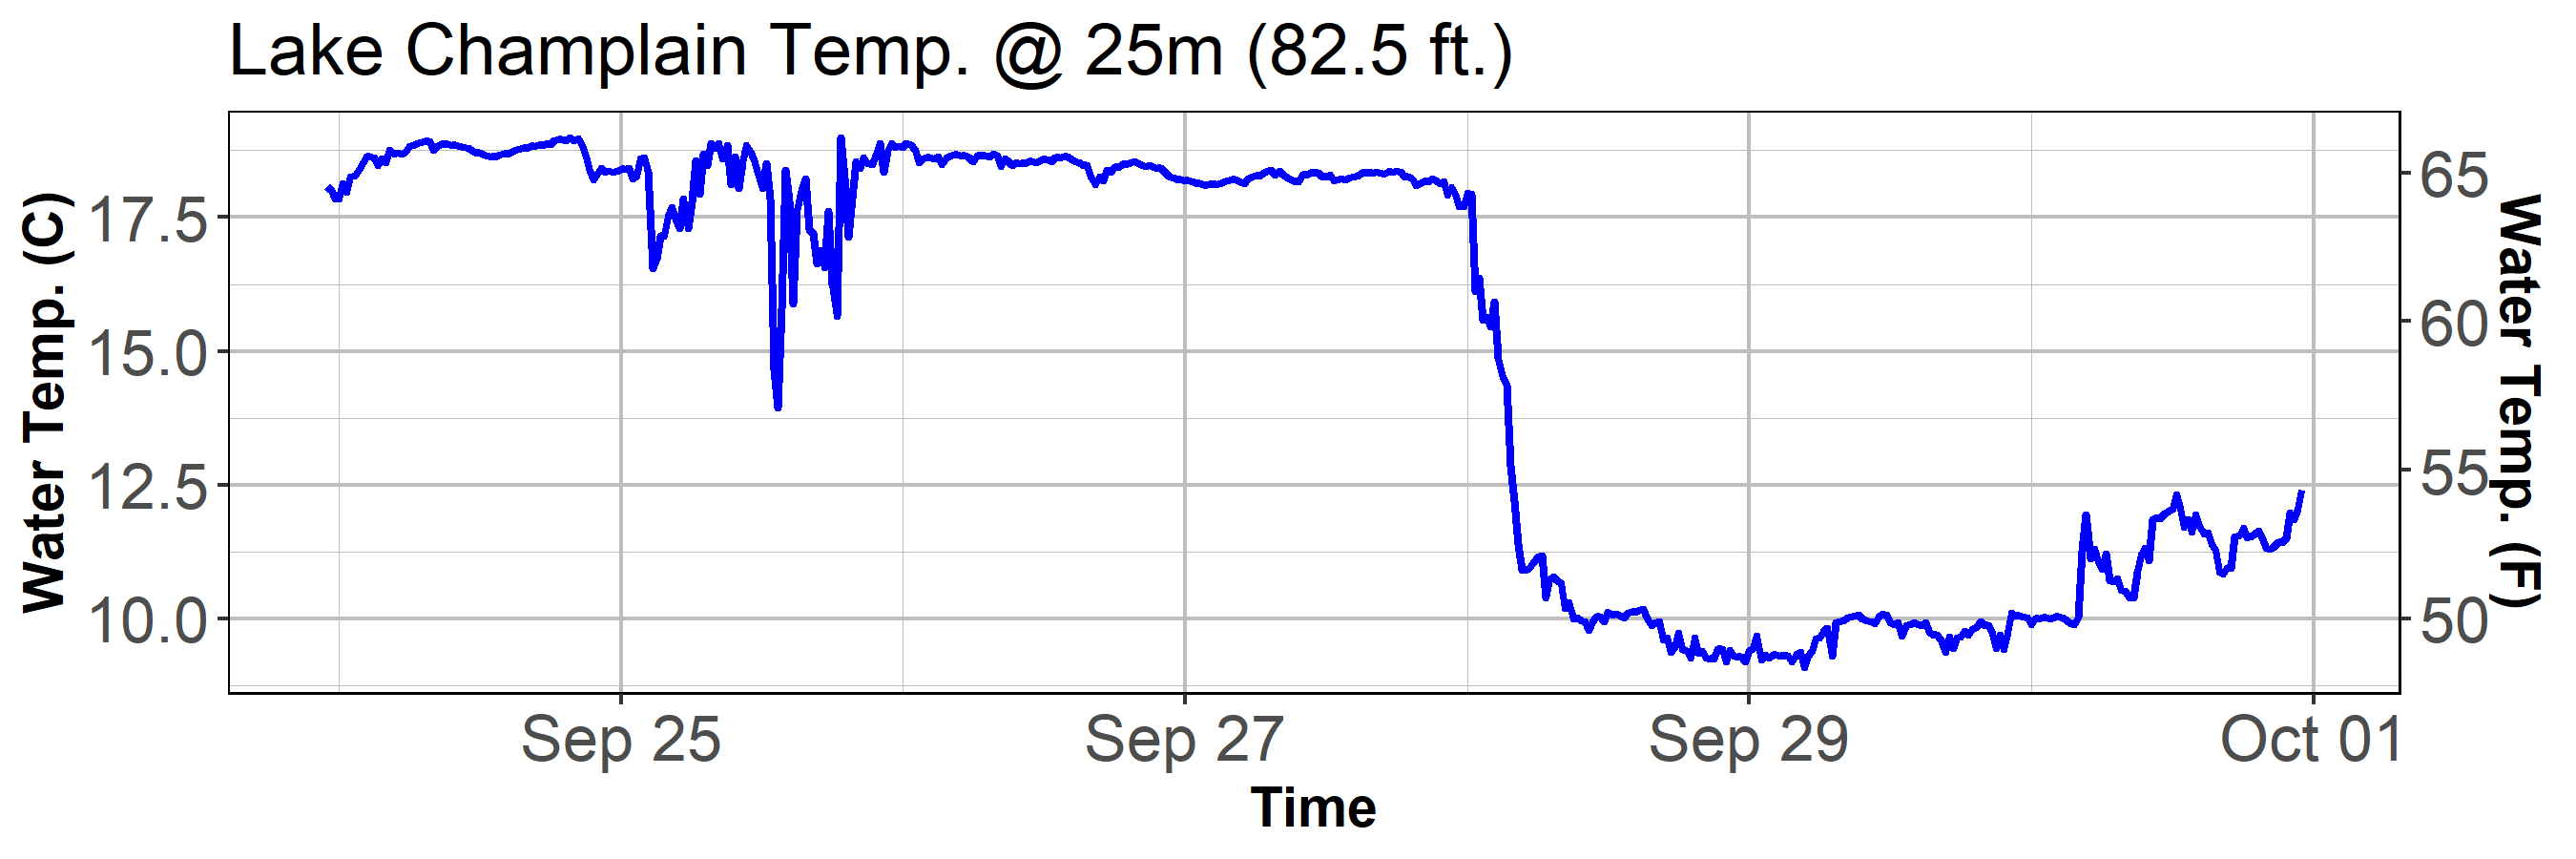 Lake Champlain Temp. @ 25m (82.5 ft.)
Water Temp. (C)
17.5
15.0
12.5
10.0
65
60
55
50
Water Temp. (F)
Sep 25
Sep 27
Sep 29
Oct 01
Time